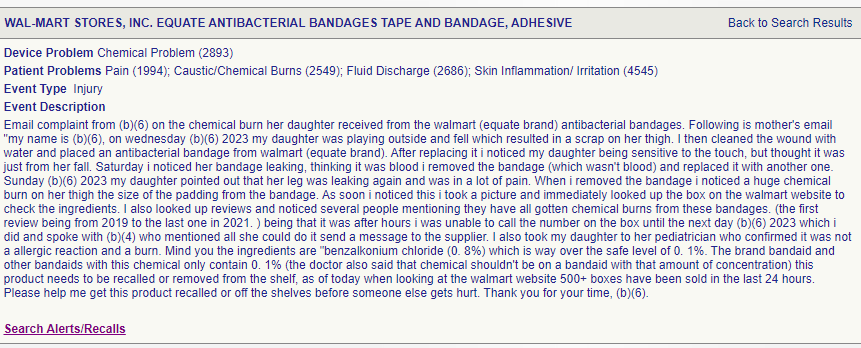 WAL-MART STORES, INC. EQUATE ANTIBACTERIAL BANDAGES TAPE AND BANDAGE, ADHESIVE Back to Search Results
Device Problem Chemical Problem (2893)
Patient Problems Pain (1994); Caustic/Chemical Burns (2549); Fluid Discharge (2686); Skin Inflammation/ Irritation (4545)
Event Type Injury
Event Description
Email complaint from (b)(6) on the chemical burn her daughter received from the walmart (equate brand) antibacterial bandages. Following is mother's email
"my name is (b)(6), on wednesday (b)(6) 2023 my daughter was playing outside and fell which resulted in a scrap on her thigh. I then cleaned the wound with
water and placed an antibacterial bandage from walmart (equate brand). After replacing it i noticed my daughter being sensitive to the touch, but thought it was
just from her fall. Saturday i noticed her bandage leaking, thinking it was blood i removed the bandage (which wasn't blood) and replaced it with another one.
Sunday (b)(6) 2023 my daughter pointed out that her leg was leaking again and was in a lot of pain. When i removed the bandage i noticed a huge chemical
burn on her thigh the size of the padding from the bandage. As soon i noticed this i took a picture and immediately looked up the box on the walmart website to
check the ingredients. I also looked up reviews and noticed several people mentioning they have all gotten chemical burns from these bandages. (the first
review being from 2019 to the last one in 2021. ) being that it was after hours i was unable to call the number on the box until the next day (b)(6) 2023 which i
did and spoke with (b)(4) who mentioned all she could do it send a message to the supplier. I also took my daughter to her pediatrician who confirmed it was not
a allergic reaction and a burn. Mind you the ingredients are "benzalkonium chloride (0. 8%) which is way over the safe level of 0. 1%. The brand bandaid and
other bandaids with this chemical only contain 0. 1% (the doctor also said that chemical shouldn't be on a bandaid with that amount of concentration) this
product needs to be recalled or removed from the shelf, as of today when looking at the walmart website 500+ boxes have been sold in the last 24 hours.
Please help me get this product recalled or off the shelves before someone else gets hurt. Thank you for your time, (b)(6).
Search Alerts/Recalls